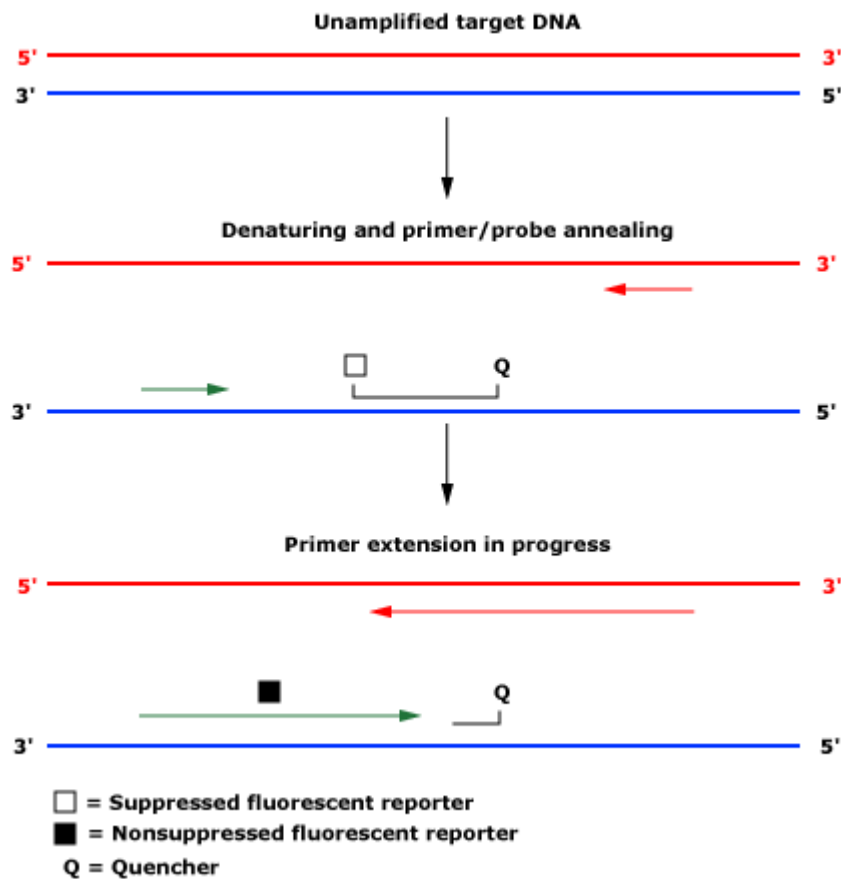 Unamplified target DNA
5' 3'
3' 5'
Denaturing and primer/probe annealing
5' 3'
Q
3' 5'
Primer extension in progress
5' 3'
Q
3' 5'
= Suppressed fluorescent reporter
= Nonsuppressed fluorescent reporter
Q = Quencher